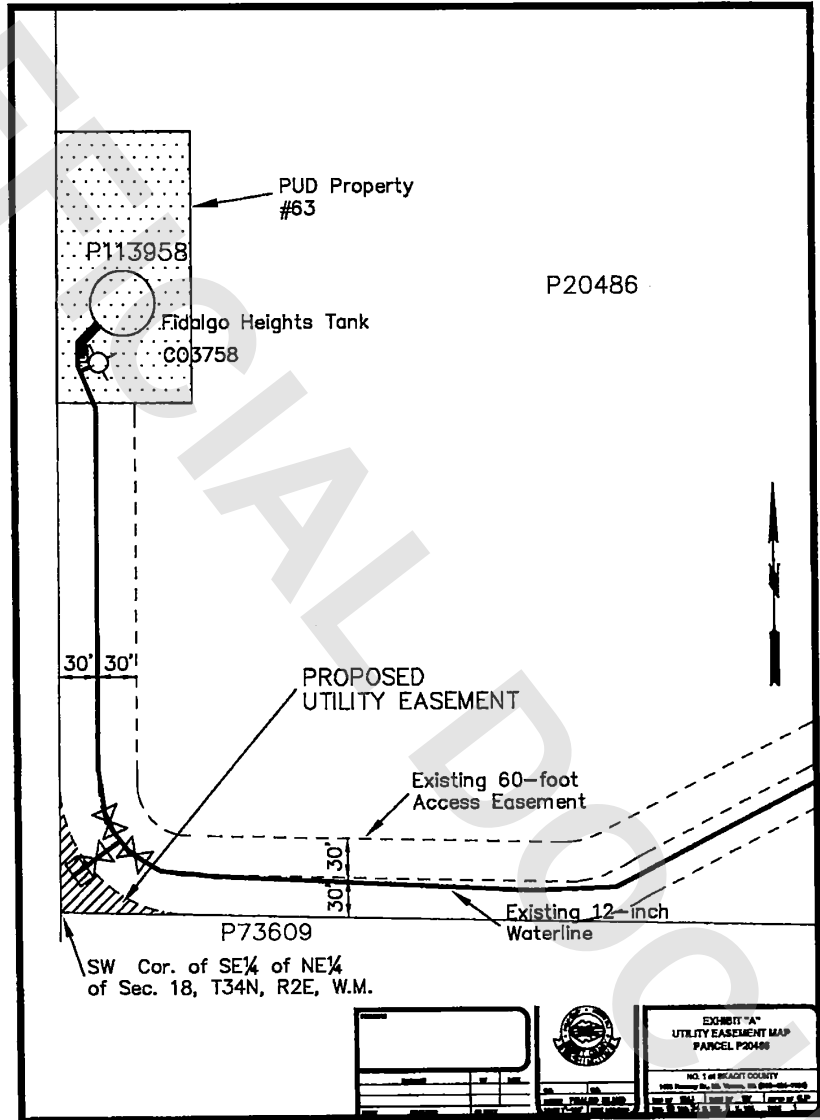 PUD Property
#63
P113958
P20486
Fidalgo Heights Tank
C03758
30' 30'
PROPOSED
UTILITY EASEMENT
Existing 60-foot
Access Easement
30'
30'
Existing 12-inch
Waterline
P73609
SW Cor. of SE¼ of NE¼
of Sec. 18, T34N, R2E, W.M.
EXHIBIT "A"
UTILITY EASEMENT MAP
PARCEL P20486
NO. 1 of SKAGIT COUNTY
FICIAL DOC